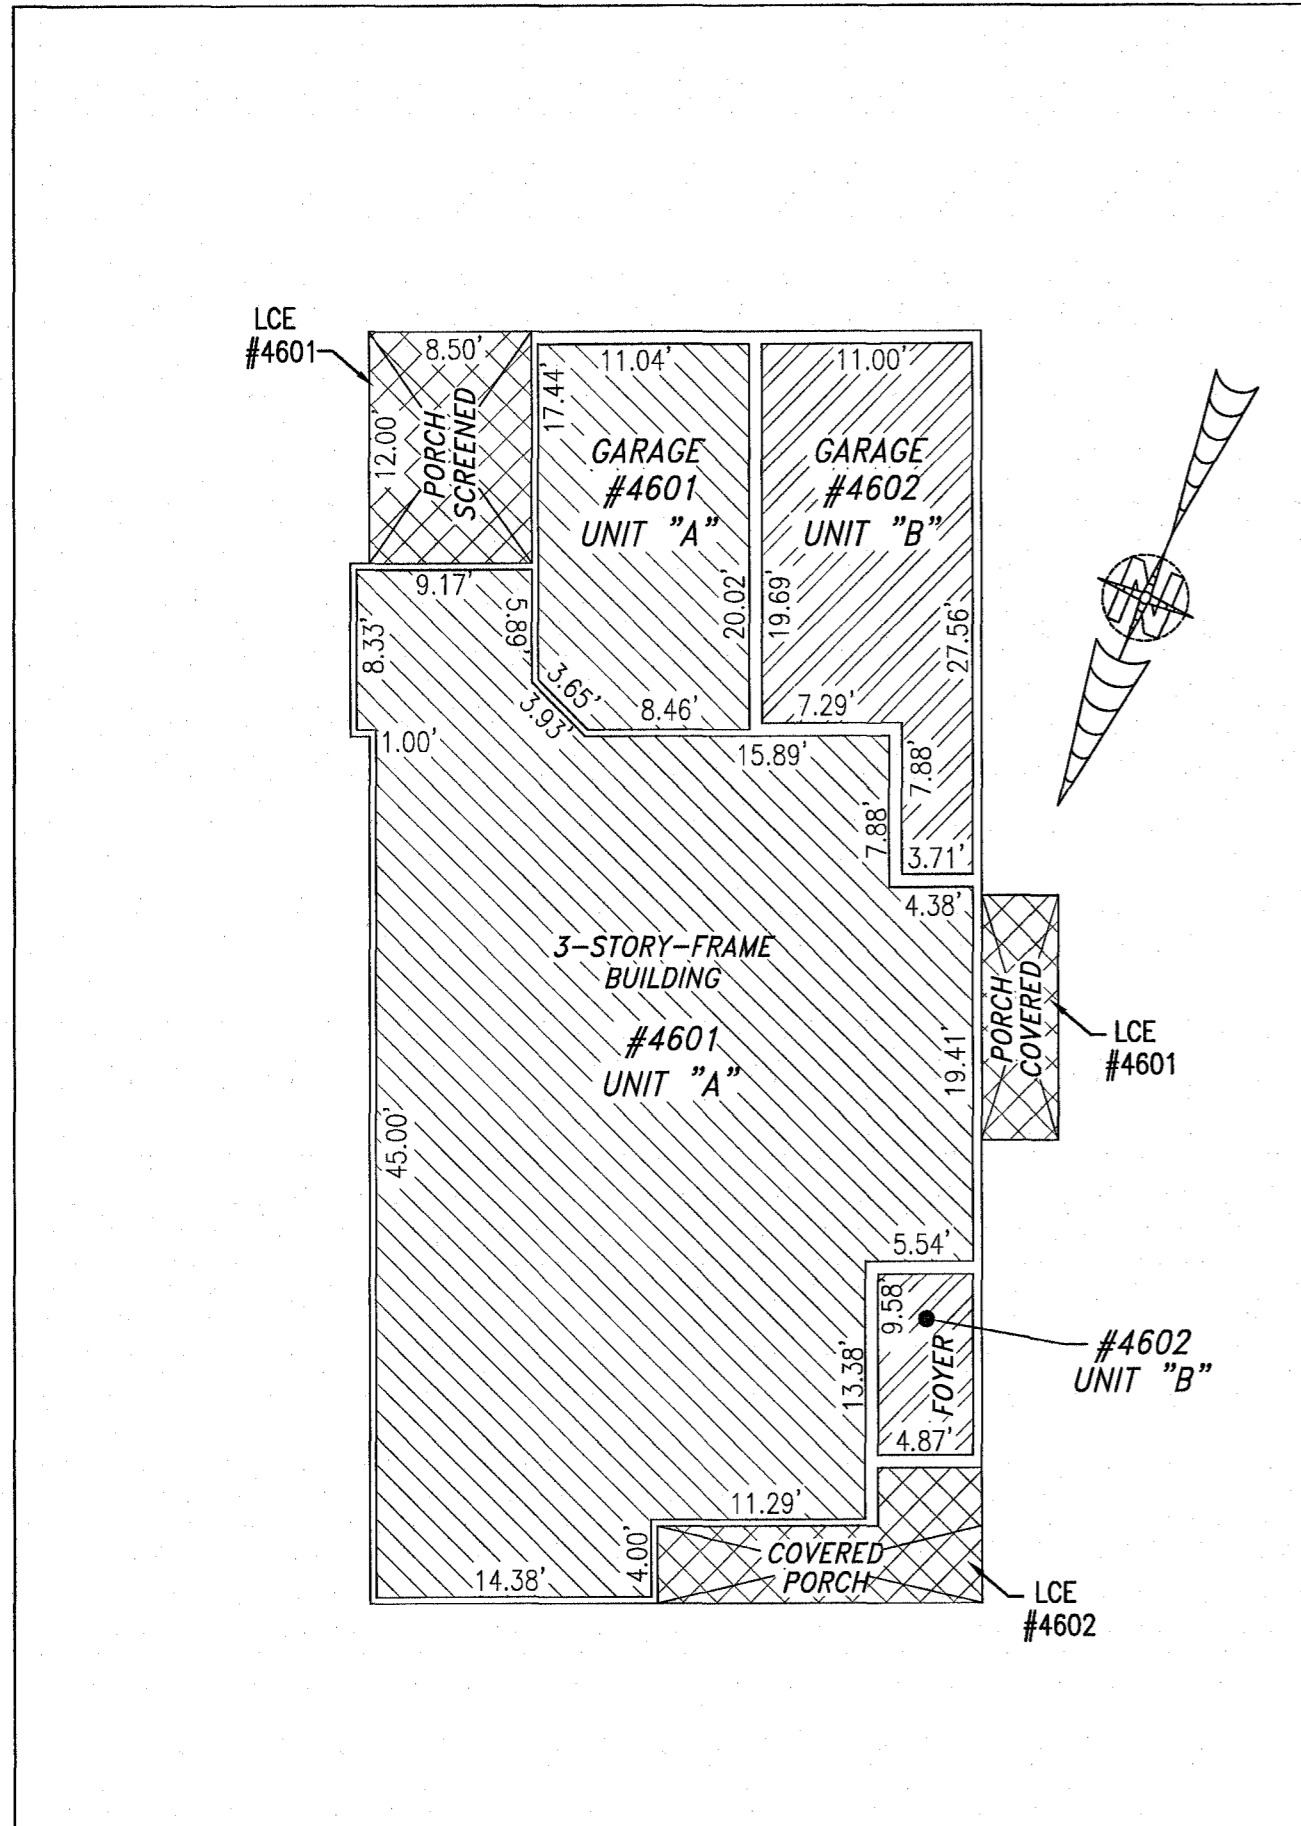 LCE
#4601
8.50'
12.00'
PORCH
SCREENED
11.04'
17.44'
GARAGE
#4601
UNIT "A"
20.02'
11.00'
GARAGE
#4602
UNIT "B"
19.69'
27.56'
N
9.17'
5.89'
8.33'
3.65'
3.93'
8.46'
7.29'
1.00'
15.89'
7.88'
7.88'
3.71'
4.38'
3-STORY-FRAME
BUILDING
#4601
UNIT "A"
19.41'
PORCH
COVERED
LCE
#4601
45.00'
5.54'
9.58'
FOYER
#4602
UNIT "B"
13.38'
4.87'
11.29'
4.00'
14.38'
COVERED
PORCH
LCE
#4602